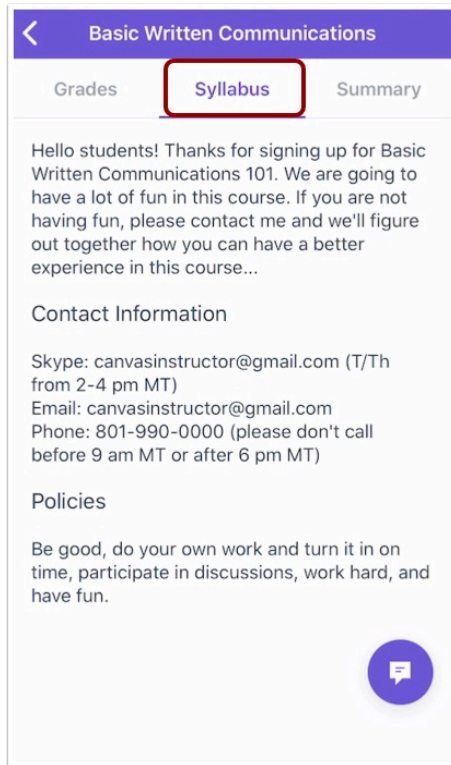 Basic Written Communications
Grades Syllabus Summary
Hello students! Thanks for signing up for Basic
Written Communications 101. We are going to
have a lot of fun in this course. If you are not
having fun, please contact me and we'll figure
out together how you can have a better
experience in this course...
Contact Information
Skype: canvasinstructor@gmail.com (T/Th
from 2-4 pm MT)
Email: canvasinstructor@gmail.com
Phone: 801-990-0000 (please don't call
before 9 am MT or after 6 pm MT)
Policies
Be good, do your own work and turn it in on
time, participate in discussions, work hard, and
have fun.